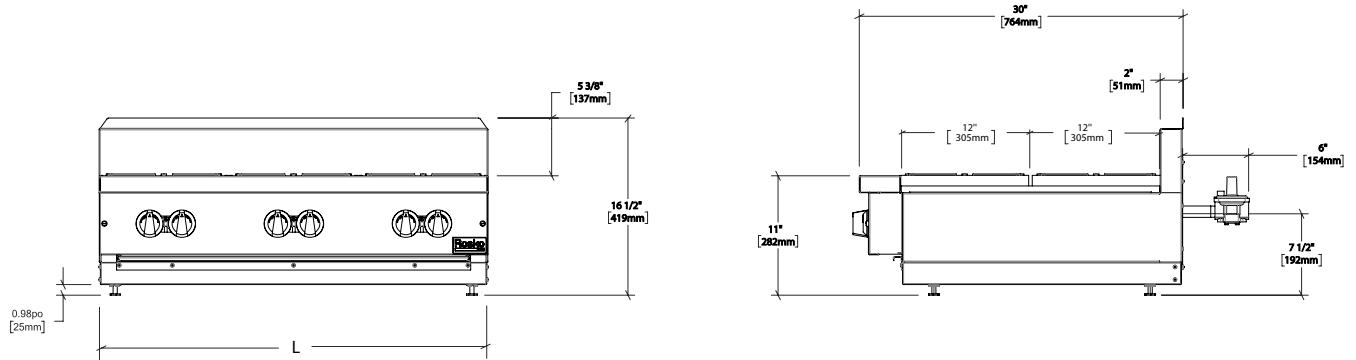 5 3/8"
[137mm]
16 1/2"
[419mm]
0.98po
[25mm]
L
30"
[764mm]
2"
[51mm]
12"
[305mm]
12"
[305mm]
6"
[154mm]
11"
[282mm]
7 1/2"
[192mm]